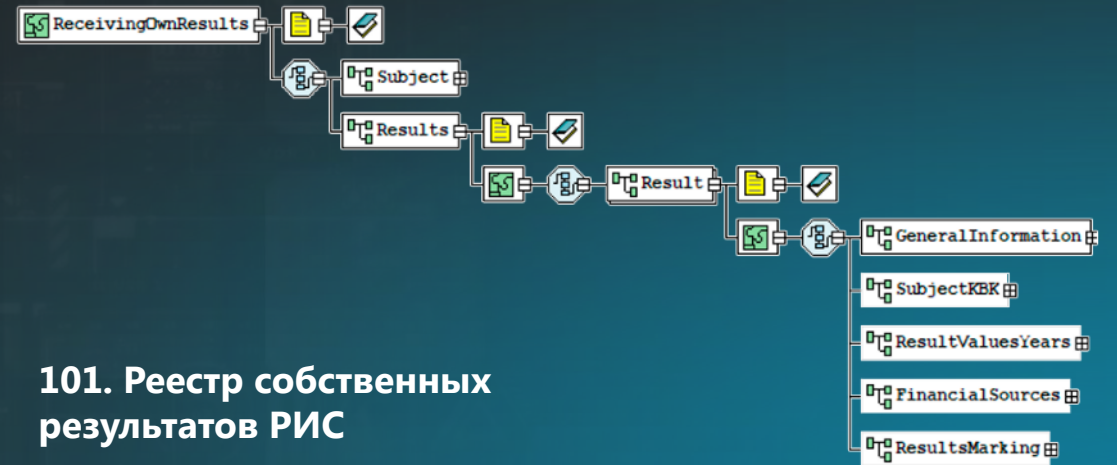 ReceivingOwnResults
Subject
Results
Result
GeneralInformation
SubjectKBK
ResultValuesYears
FinancialSources
ResultsMarking
101. Реестр собственных
результатов РИС